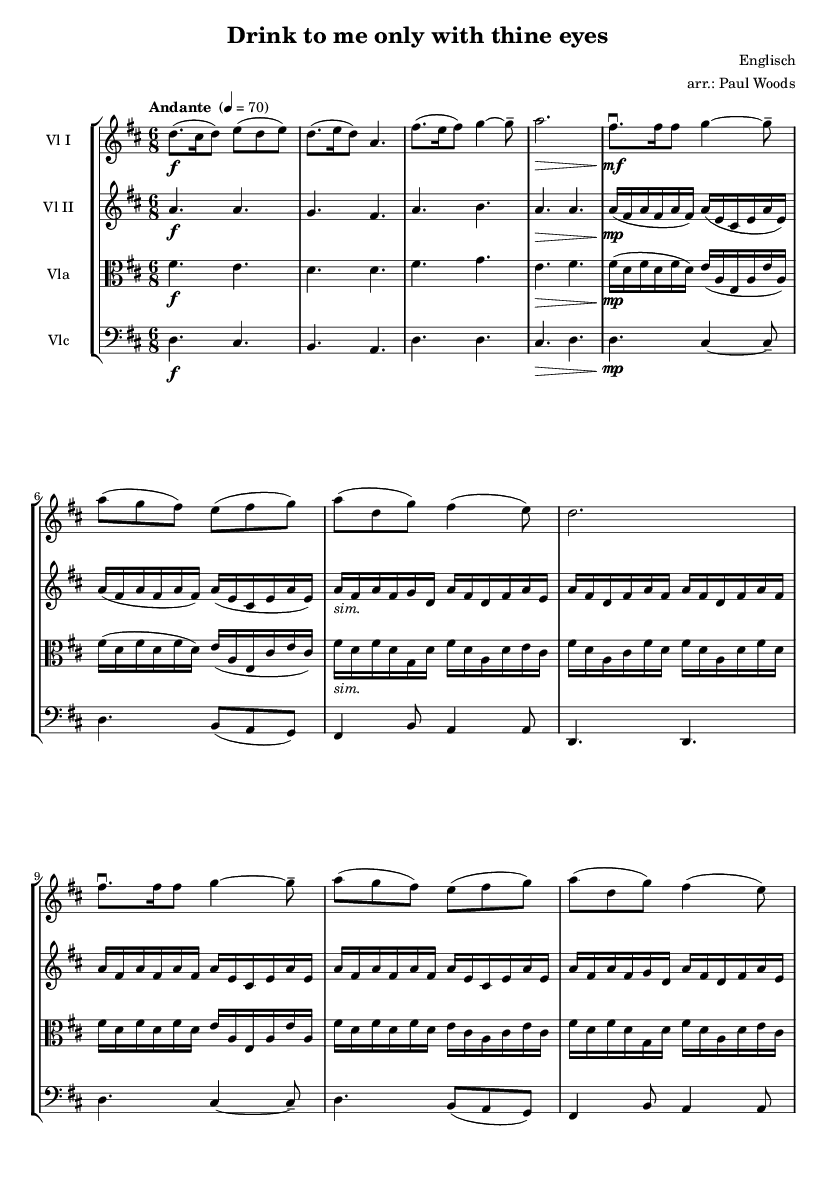 Drink to me only with thine eyes
Englisch
arr.: Paul Woods
Andante (♩ = 70)
Vl I
f
mf
Vl II
f
mp
Vla
f
mp
Vlc
f
mp
6
sim.
sim.
9